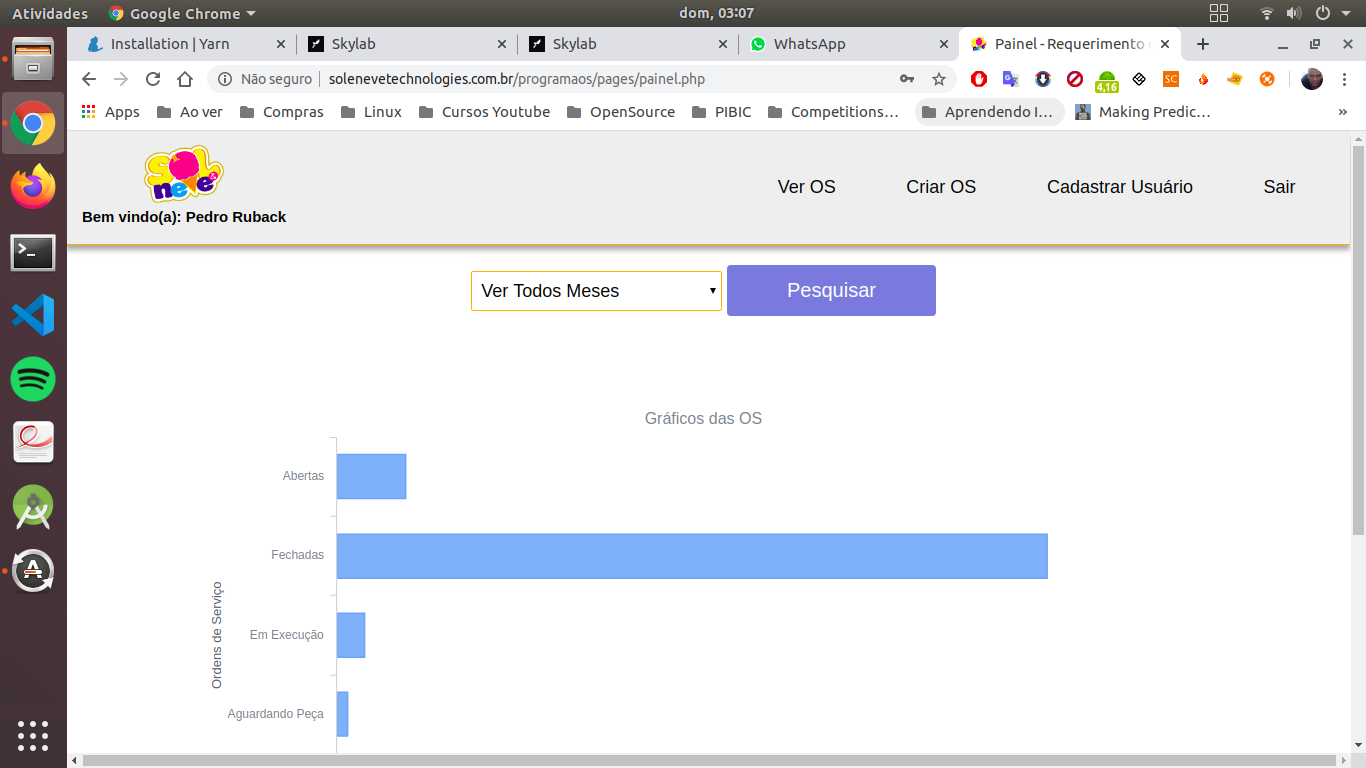 Atividades Google Chrome dom, 03:07
Installation | Yarn Skylab Skylab WhatsApp Painel - Requerimento
Não seguro solenevetechnologies.com.br/programaos/pages/painel.php 4.16 SC
Apps Ao ver Compras Linux Cursos Youtube OpenSource PIBIC Competitions… Aprendendo I… Making Predic… »
SOL & neve
Bem vindo(a): Pedro Ruback
Ver OS Criar OS Cadastrar Usuário Sair
Ver Todos Meses Pesquisar
Gráficos das OS
Abertas
Fechadas
Em Execução
Aguardando Peça
Ordens de Serviço